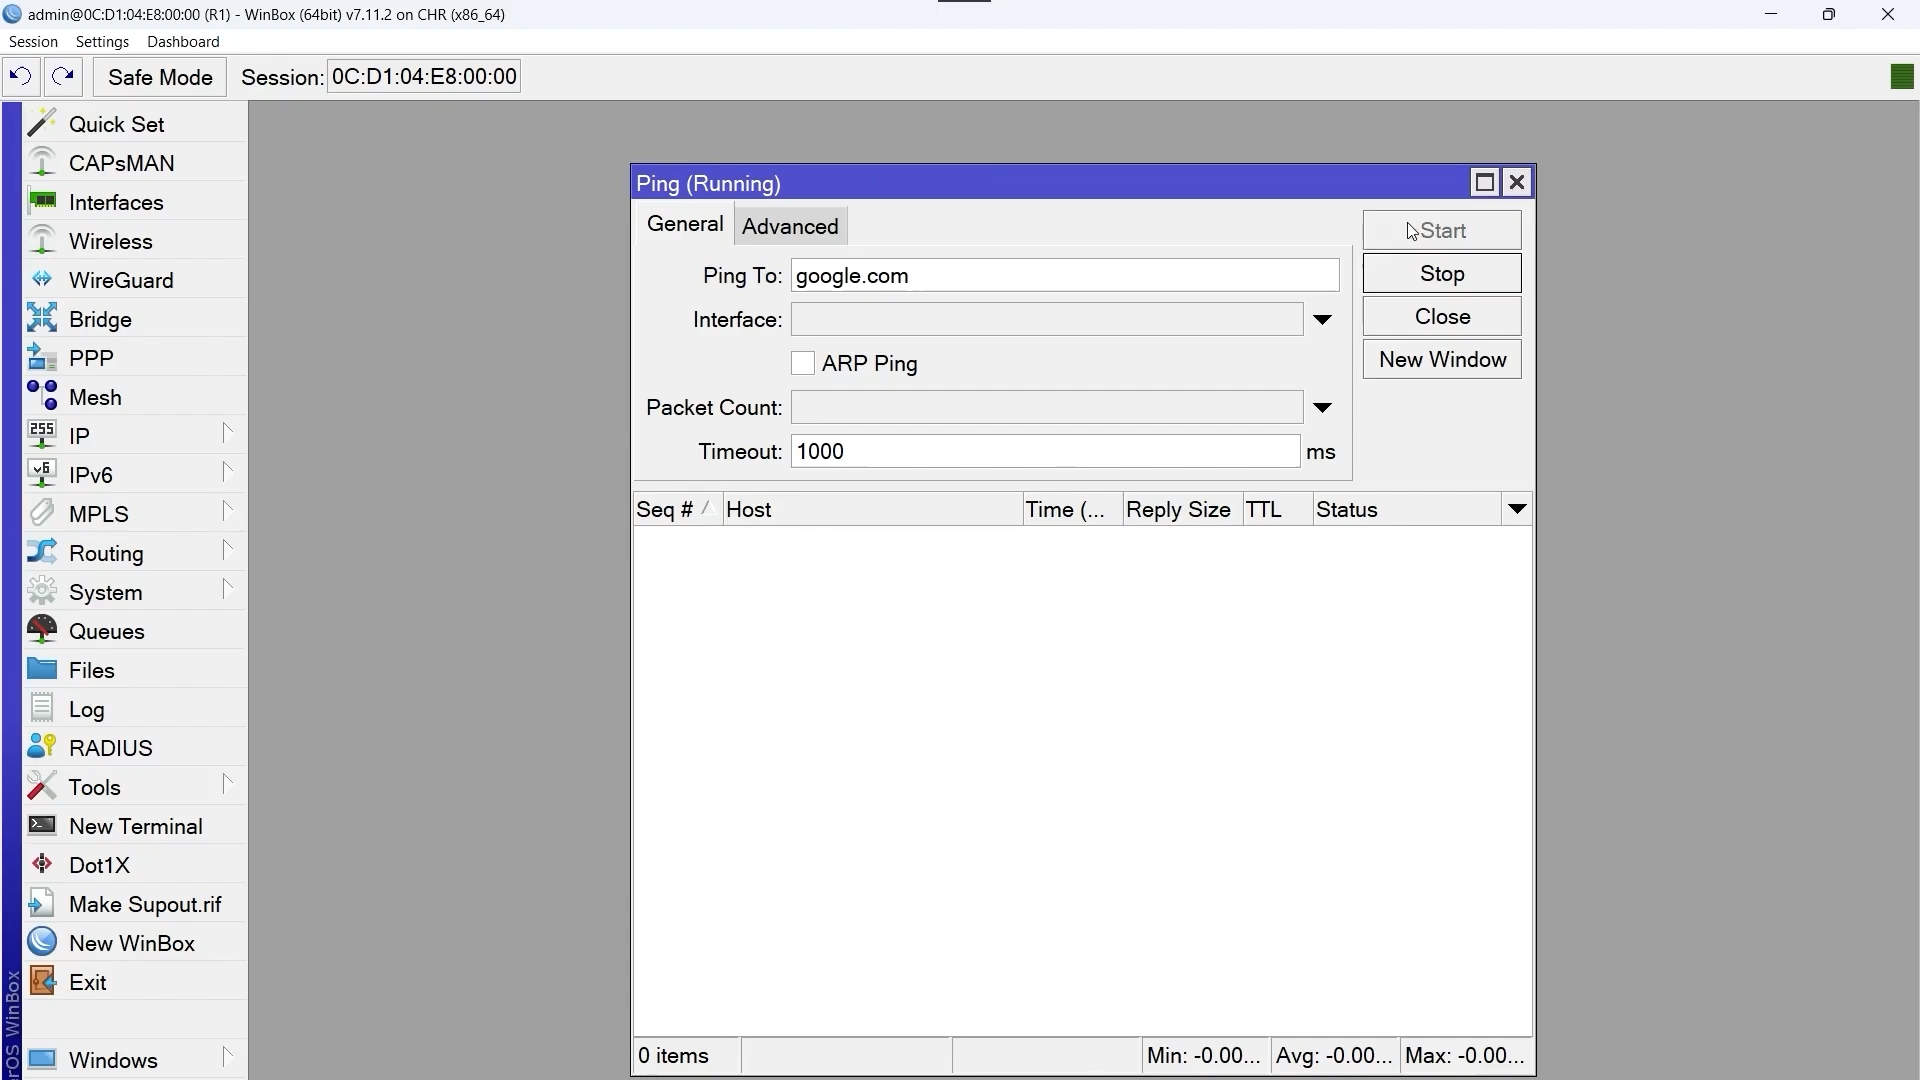 admin@0C:D1:04:E8:00:00 (R1) - WinBox (64bit) v7.11.2 on CHR (x86_64)
Session Settings Dashboard
Safe Mode Session: 0C:D1:04:E8:00:00
Quick Set
CAPsMAN
Interfaces
Wireless
WireGuard
Bridge
PPP
Mesh
255 IP
v6 IPv6
MPLS
Routing
System
Queues
Files
Log
RADIUS
Tools
New Terminal
Dot1X
Make Supout.rif
New WinBox
Exit
Windows
rOS WinBox
Ping (Running)
General Advanced
Start
Stop
Close
New Window
Ping To: google.com
Interface:
ARP Ping
Packet Count:
Timeout: 1000 ms
Seq # Host Time (... Reply Size TTL Status
0 items Min: -0.00... Avg: -0.00... Max: -0.00...